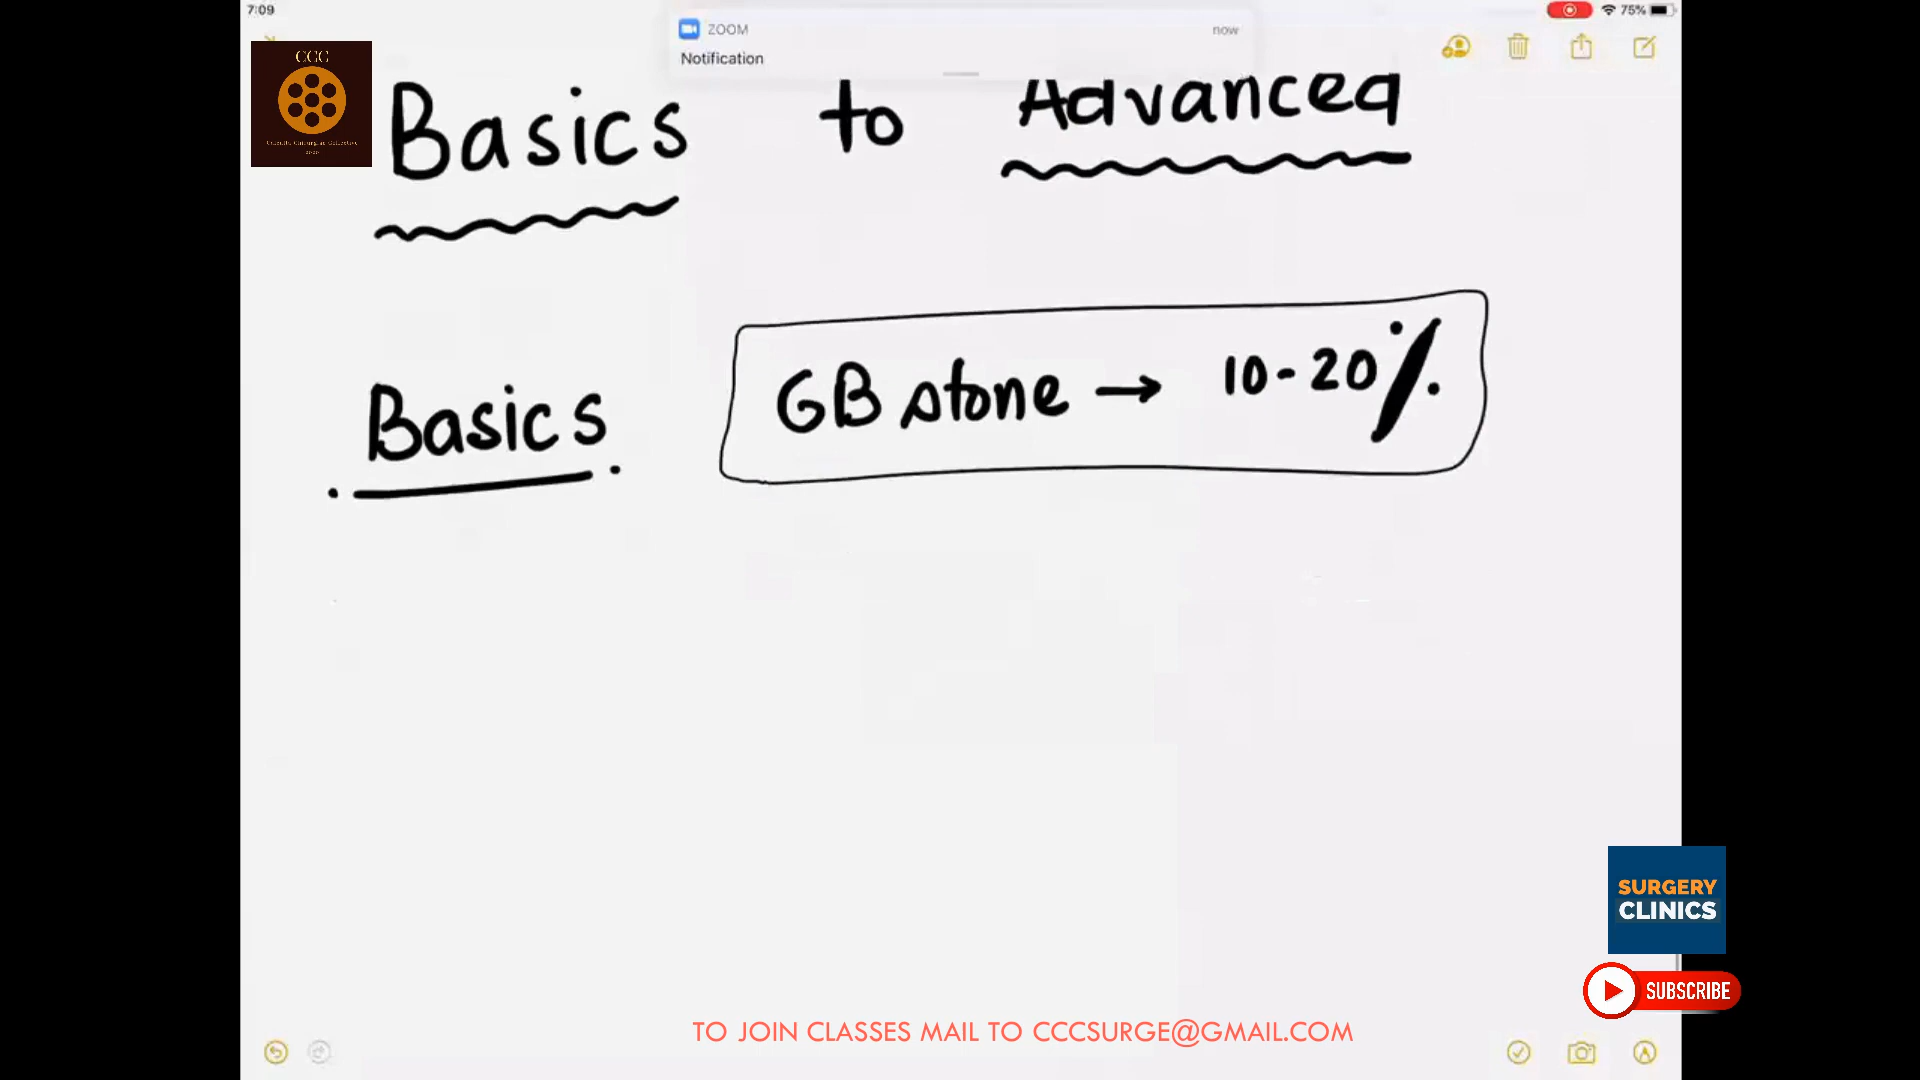 7:09
ZOOM now
75%
Notification
CCC
2020
Basics to Advanced
Basics GB stone → 10-20%
SURGERY
CLINICS
SUBSCRIBE
TO JOIN CLASSES MAIL TO CCCSURGE@GMAIL.COM